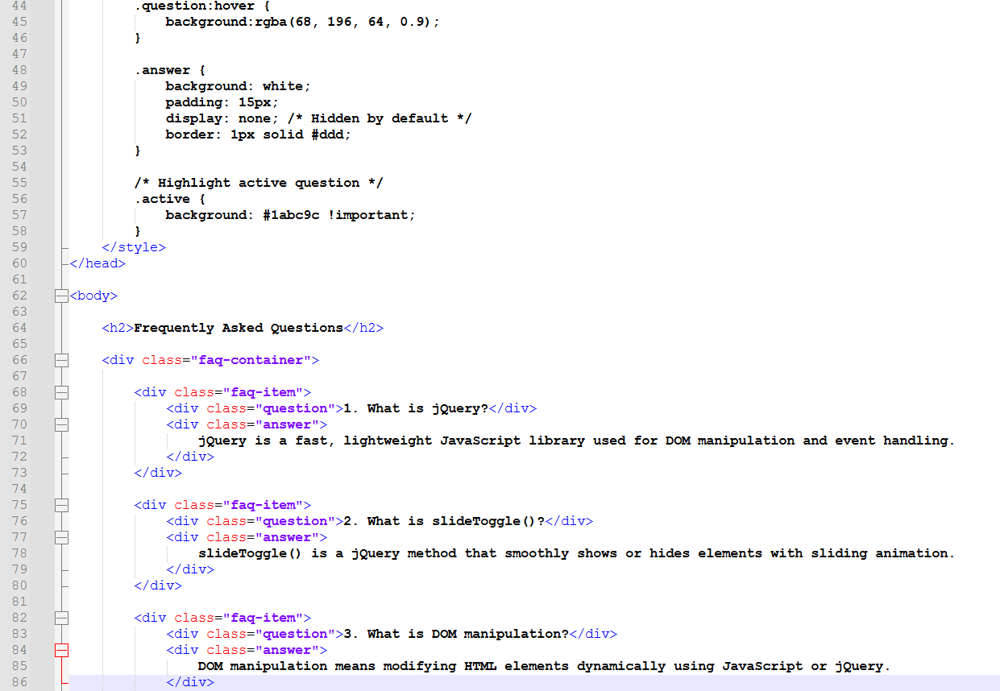 44 .question:hover {
45 background:rgba(68, 196, 64, 0.9);
46 }
47
48 .answer {
49 background: white;
50 padding: 15px;
51 display: none; /* Hidden by default */
52 border: 1px solid #ddd;
53 }
54
55 /* Highlight active question */
56 .active {
57 background: #1abc9c !important;
58 }
59 </style>
60 </head>
61
62 <body>
63
64 <h2>Frequently Asked Questions</h2>
65
66 <div class="faq-container">
67
68 <div class="faq-item">
69 <div class="question">1. What is jQuery?</div>
70 <div class="answer">
71 jQuery is a fast, lightweight JavaScript library used for DOM manipulation and event handling.
72 </div>
73 </div>
74
75 <div class="faq-item">
76 <div class="question">2. What is slideToggle()?</div>
77 <div class="answer">
78 slideToggle() is a jQuery method that smoothly shows or hides elements with sliding animation.
79 </div>
80 </div>
81
82 <div class="faq-item">
83 <div class="question">3. What is DOM manipulation?</div>
84 <div class="answer">
85 DOM manipulation means modifying HTML elements dynamically using JavaScript or jQuery.
86 </div>